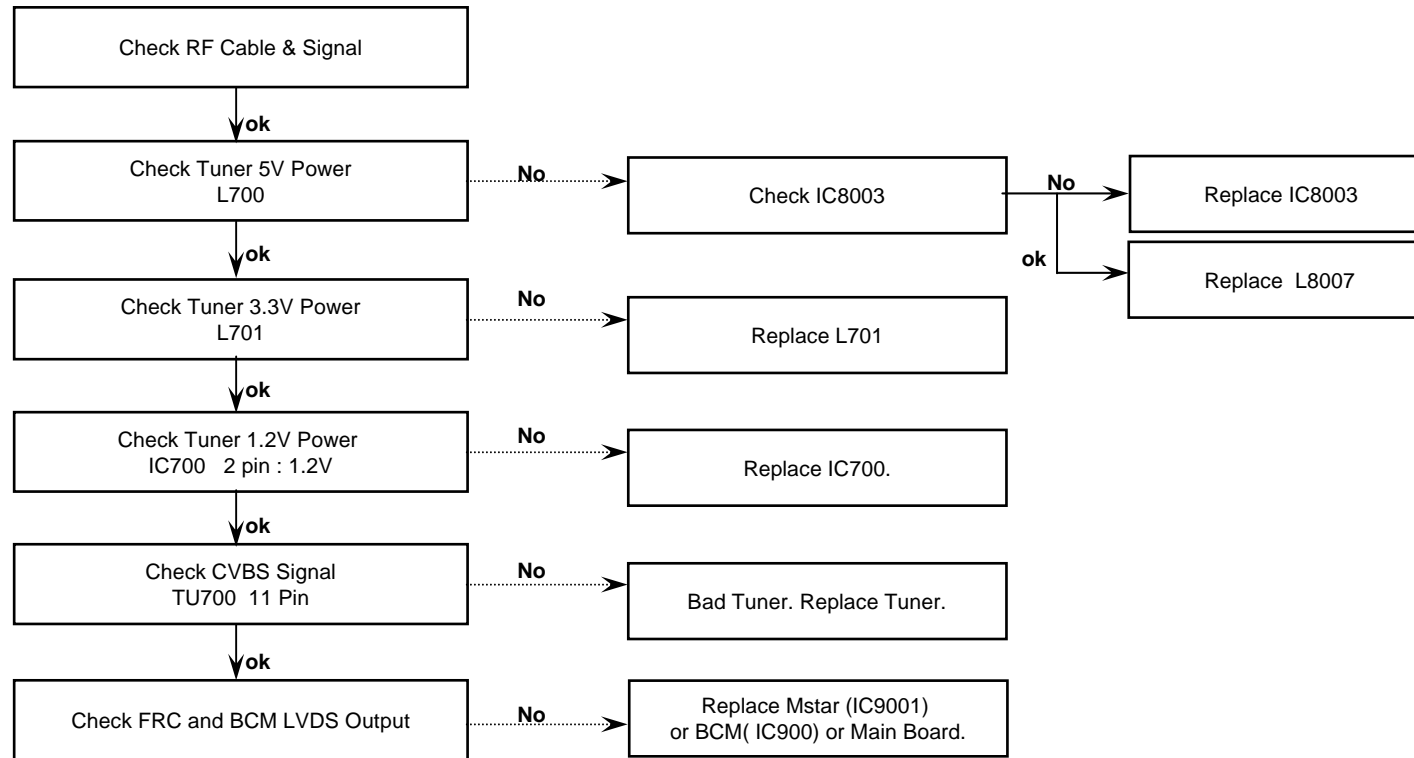 Check RF Cable & Signal
ok
Check Tuner 5V Power
L700
No
Check IC8003
No
Replace IC8003
ok
Replace L8007
ok
Check Tuner 3.3V Power
L701
No
Replace L701
ok
Check Tuner 1.2V Power
IC700 2 pin : 1.2V
No
Replace IC700.
ok
Check CVBS Signal
TU700 11 Pin
No
Bad Tuner. Replace Tuner.
ok
Check FRC and BCM LVDS Output
No
Replace Mstar (IC9001)
or BCM( IC900) or Main Board.